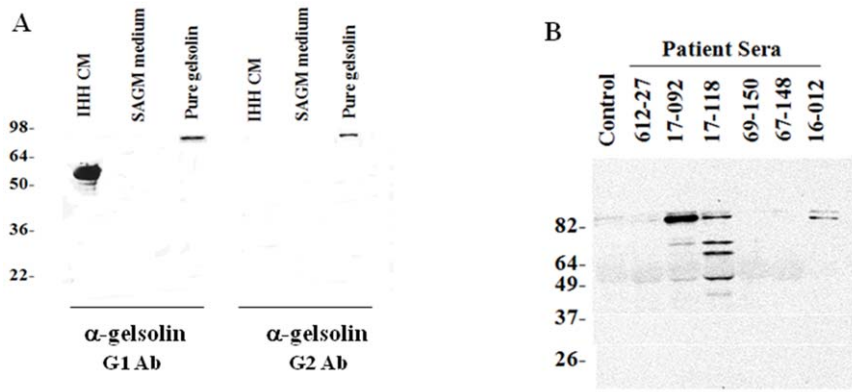 A
IHH CM
SAGM medium
Pure gelsolin
IHH CM
SAGM medium
Pure gelsolin
98-
64-
50-
36-
22-
α-gelsolin
G1 Ab
α-gelsolin
G2 Ab
B
Patient Sera
Control
612-27
17-092
17-118
69-150
67-148
16-012
82-
64-
49-
37-
26-